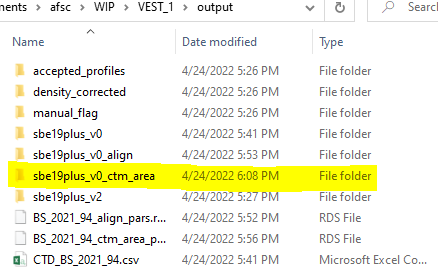 ments > afsc > WIP > VEST_1 > output
Name Date modified Type
accepted_profiles 4/24/2022 5:26 PM File folder
density_corrected 4/24/2022 5:26 PM File folder
manual_flag 4/24/2022 5:26 PM File folder
sbe19plus_v0 4/24/2022 5:41 PM File folder
sbe19plus_v0_align 4/24/2022 5:53 PM File folder
sbe19plus_v0_ctm_area 4/24/2022 6:08 PM File folder
sbe19plus_v2 4/24/2022 5:27 PM File folder
BS_2021_94_align_pars.r... 4/24/2022 5:52 PM RDS File
BS_2021_94_ctm_area_p... 4/24/2022 5:56 PM RDS File
CTD_BS_2021_94.csv 4/24/2022 5:41 PM Microsoft Excel Co